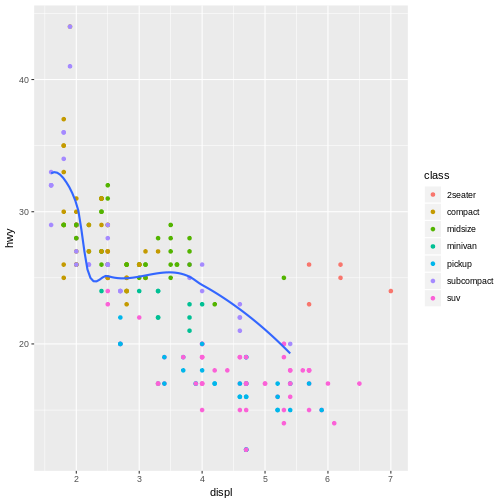 40
30
20
hwy
2
3
4
5
6
7
displ
class
2seater
compact
midsize
minivan
pickup
subcompact
suv